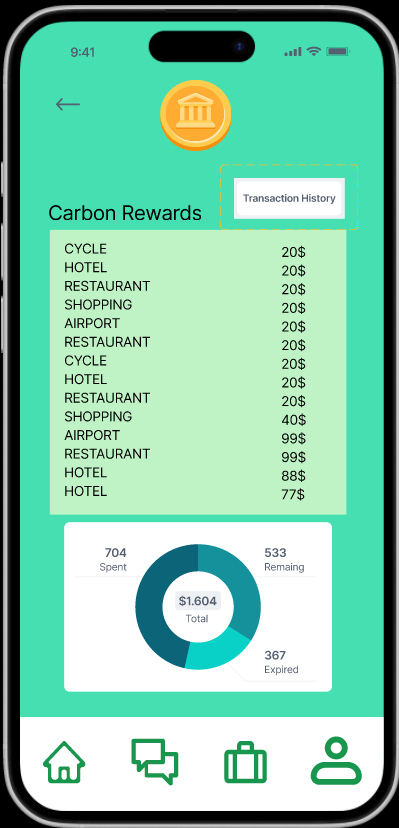 9:41
Transaction History
Carbon Rewards
CYCLE 20$
HOTEL 20$
RESTAURANT 20$
SHOPPING 20$
AIRPORT 20$
RESTAURANT 20$
CYCLE 20$
HOTEL 20$
RESTAURANT 20$
SHOPPING 40$
AIRPORT 99$
RESTAURANT 99$
HOTEL 88$
HOTEL 77$
704 533
Spent Remaing
$1.604
Total
367
Expired